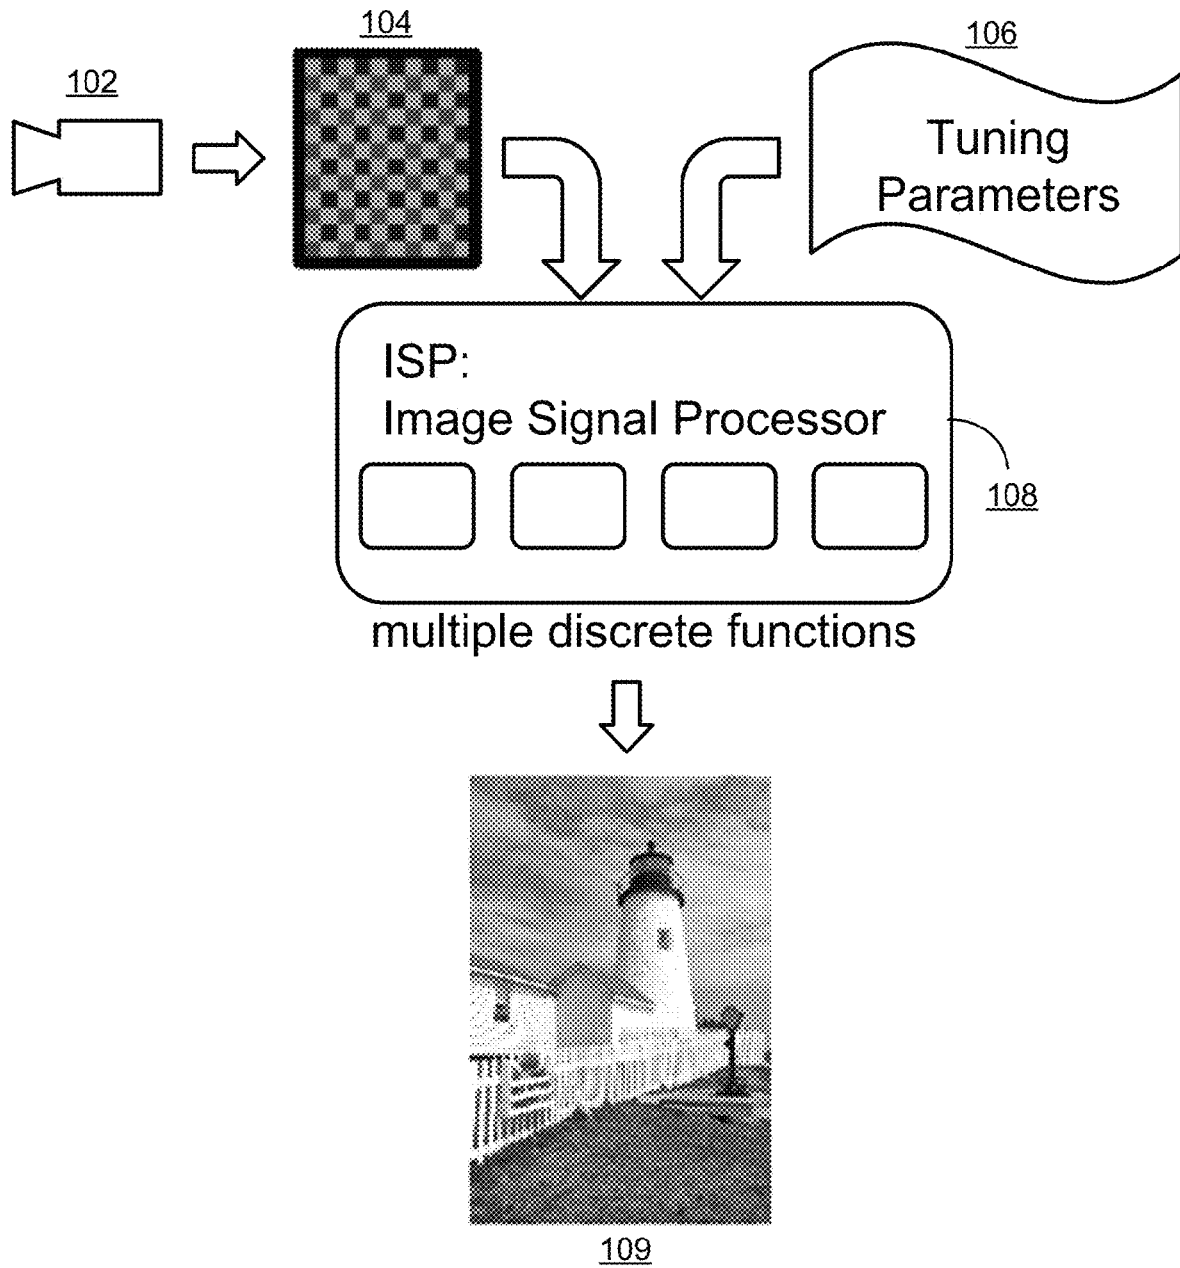 104
106
102
Tuning
Parameters
ISP:
Image Signal Processor
108
multiple discrete functions
109